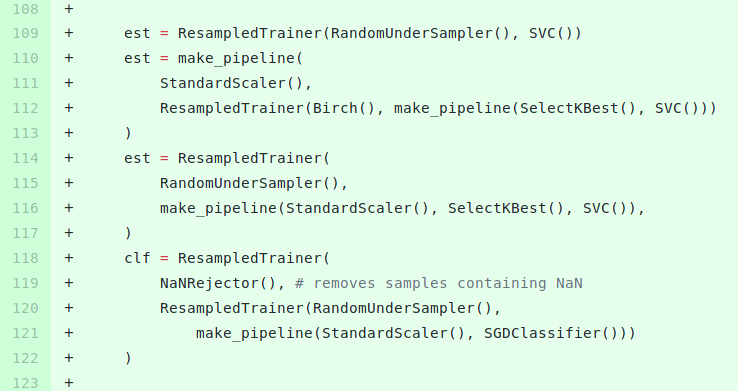 108 +
109 +     est = ResampledTrainer(RandomUnderSampler(), SVC())
110 +     est = make_pipeline(
111 +         StandardScaler(),
112 +         ResampledTrainer(Birch(), make_pipeline(SelectKBest(), SVC()))
113 +     )
114 +     est = ResampledTrainer(
115 +         RandomUnderSampler(),
116 +         make_pipeline(StandardScaler(), SelectKBest(), SVC()),
117 +     )
118 +     clf = ResampledTrainer(
119 +         NaNRejector(), # removes samples containing NaN
120 +         ResampledTrainer(RandomUnderSampler(),
121 +             make_pipeline(StandardScaler(), SGDClassifier()))
122 +     )
123 +